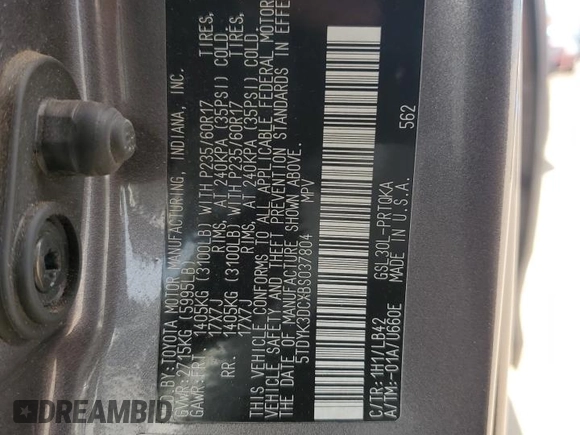 MFD. BY: TOYOTA MOTOR MANUFACTURING, INDIANA, INC.
GVWR: 2715KG (5995LB)
GAWR: FRT. 1405KG (3100LB) WITH P235/60R17 TIRES,
17X7J RIMS, AT 240KPA (35PSI) COLD.
RR. 1405KG (3100LB) WITH P235/60R17 TIRES,
17X7J RIMS, AT 240KPA (35PSI) COLD.
THIS VEHICLE CONFORMS TO ALL APPLICABLE FEDERAL MOTOR
VEHICLE SAFETY AND THEFT PREVENTION STANDARDS IN EFFE
THE DATE OF MANUFACTURE SHOWN ABOVE.
5TDYK3DCXBS037804 MPV
562
C/TR: 1H1/LB42 GSL30L-PRTQKA
A/TM: -01A/U660E MADE IN U.S.A.
DREAMBID